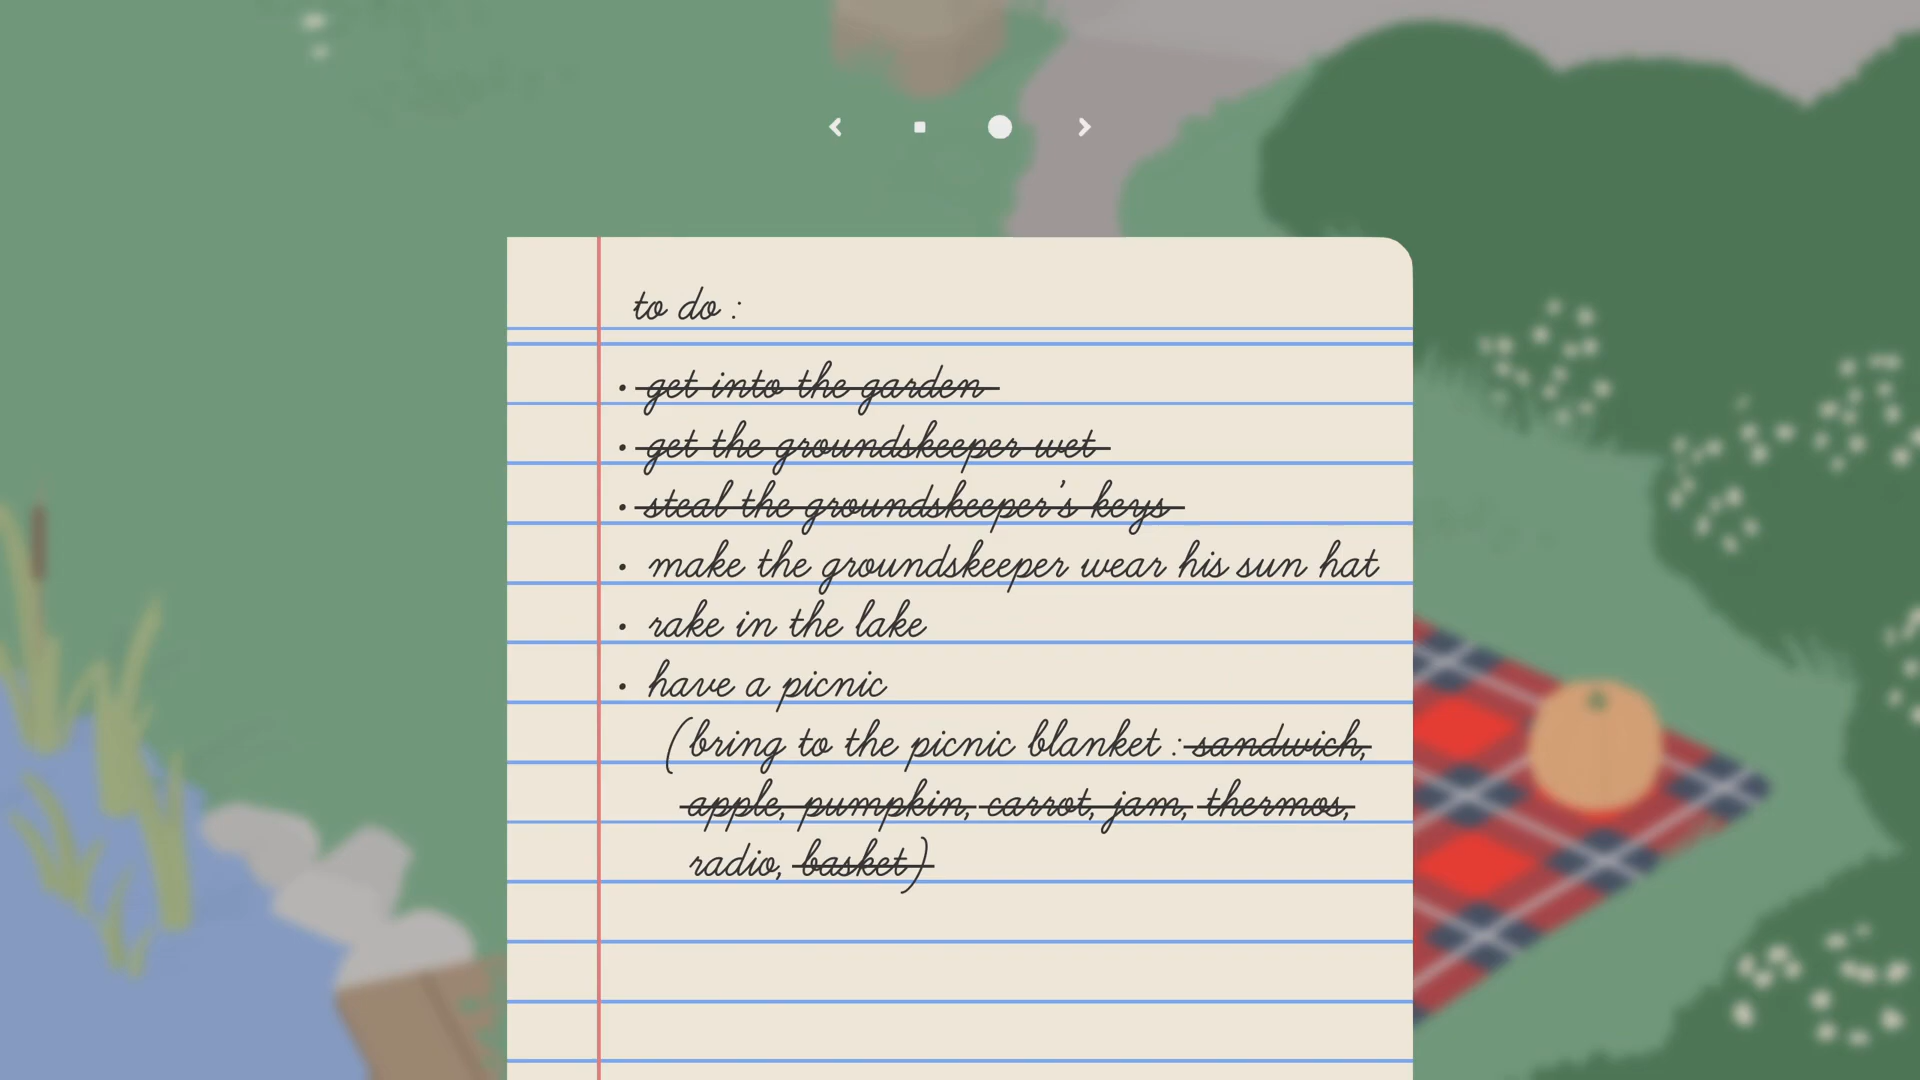 to do :
• get into the garden
• get the groundskeeper wet
• steal the groundskeeper's keys
• make the groundskeeper wear his sun hat
• rake in the lake
• have a picnic
(bring to the picnic blanket : sandwich,
apple, pumpkin, carrot, jam, thermos,
radio, basket)